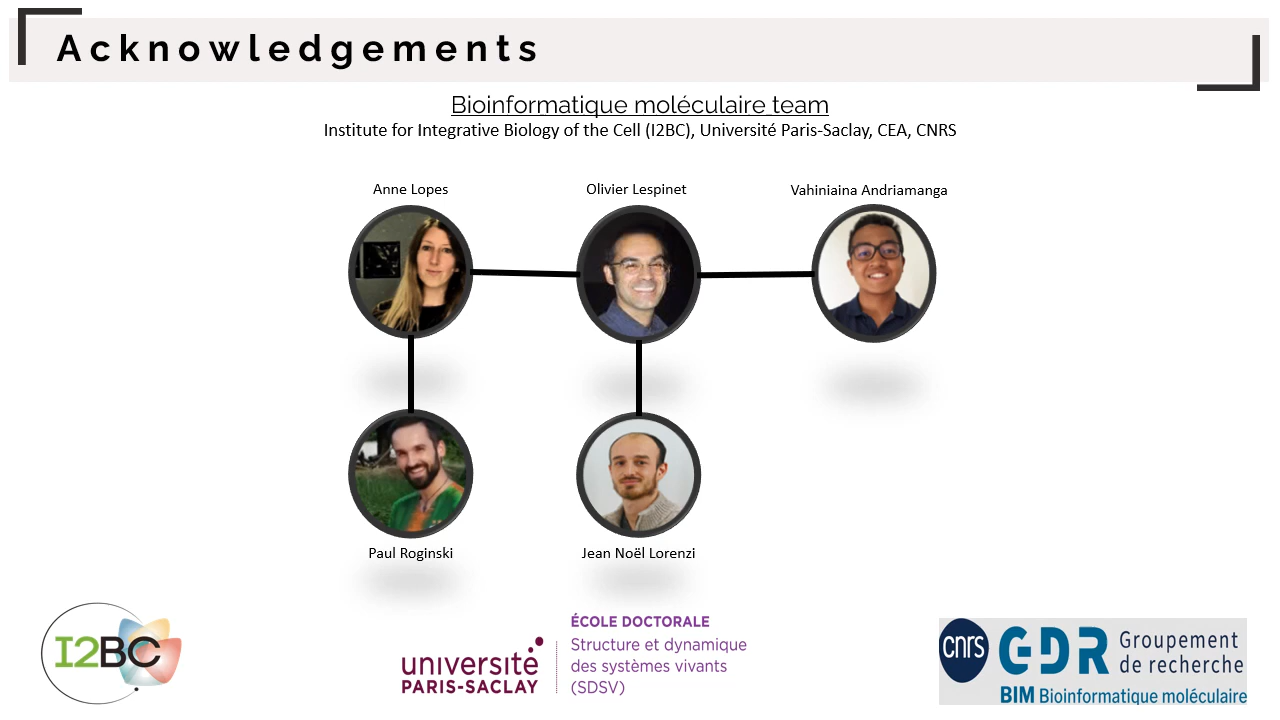 Acknowledgements
Bioinformatique moléculaire team
Institute for Integrative Biology of the Cell (I2BC), Université Paris-Saclay, CEA, CNRS
Anne Lopes
Olivier Lespinet
Vahiniaina Andriamanga
Paul Roginski
Jean Noël Lorenzi
I2BC
université
PARIS-SACLAY
ÉCOLE DOCTORALE
Structure et dynamique
des systèmes vivants
(SDSV)
cnrs
GDR
Groupement
de recherche
BIM Bioinformatique moléculaire